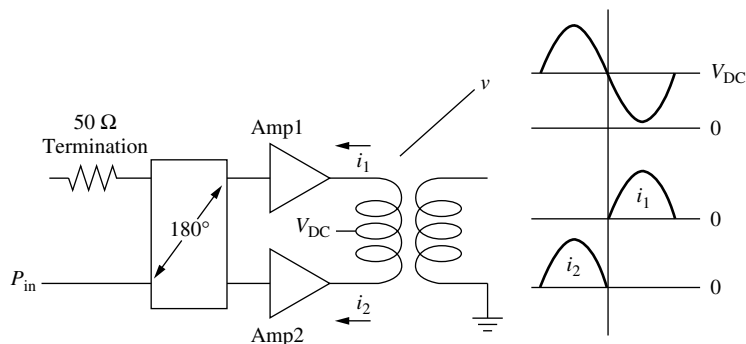 v
V_DC
0
50 Ω
Termination
Amp1
i_1
i_1
0
180°
V_DC
i_2
P_in
i_2
0
Amp2